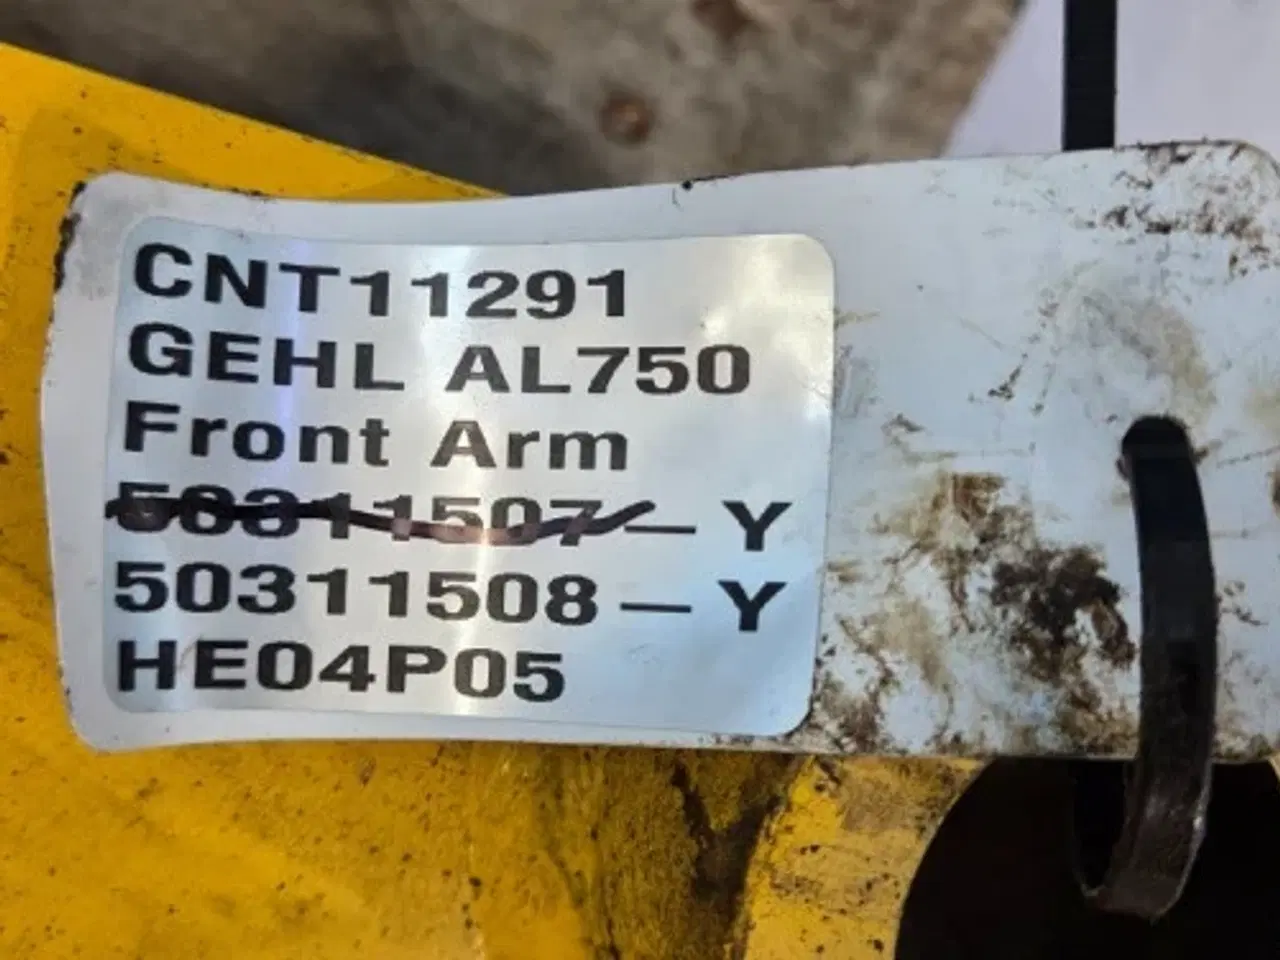 CNT11291
GEHL AL750
Front Arm
50311507-Y
50311508-Y
HE04P05